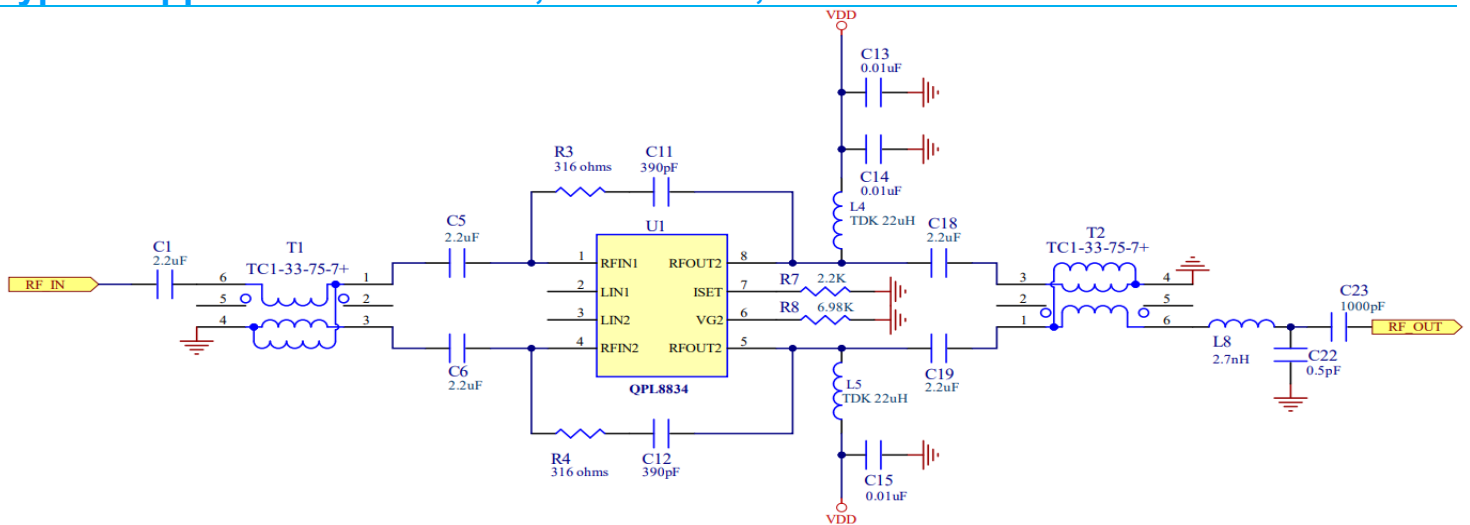 VDD
C13
0.01uF
C14
0.01uF
R3
316 ohms
C11
390pF
L4
TDK 22uH
C5
2.2uF
U1
C18
2.2uF
T2
TC1-33-75-7+
C1
2.2uF
T1
TC1-33-75-7+
RF_IN
6
5
4
1
2
3
1
2
3
4
RFIN1
LIN1
LIN2
RFIN2
RFOUT2
ISET
VG2
RFOUT2
8
7
6
5
QPL8834
R7
2.2K
R8
6.98K
3
2
1
4
5
6
C23
1000pF
RF_OUT
L8
2.7nH
C22
0.5pF
C6
2.2uF
L5
TDK 22uH
C19
2.2uF
R4
316 ohms
C12
390pF
C15
0.01uF
VDD